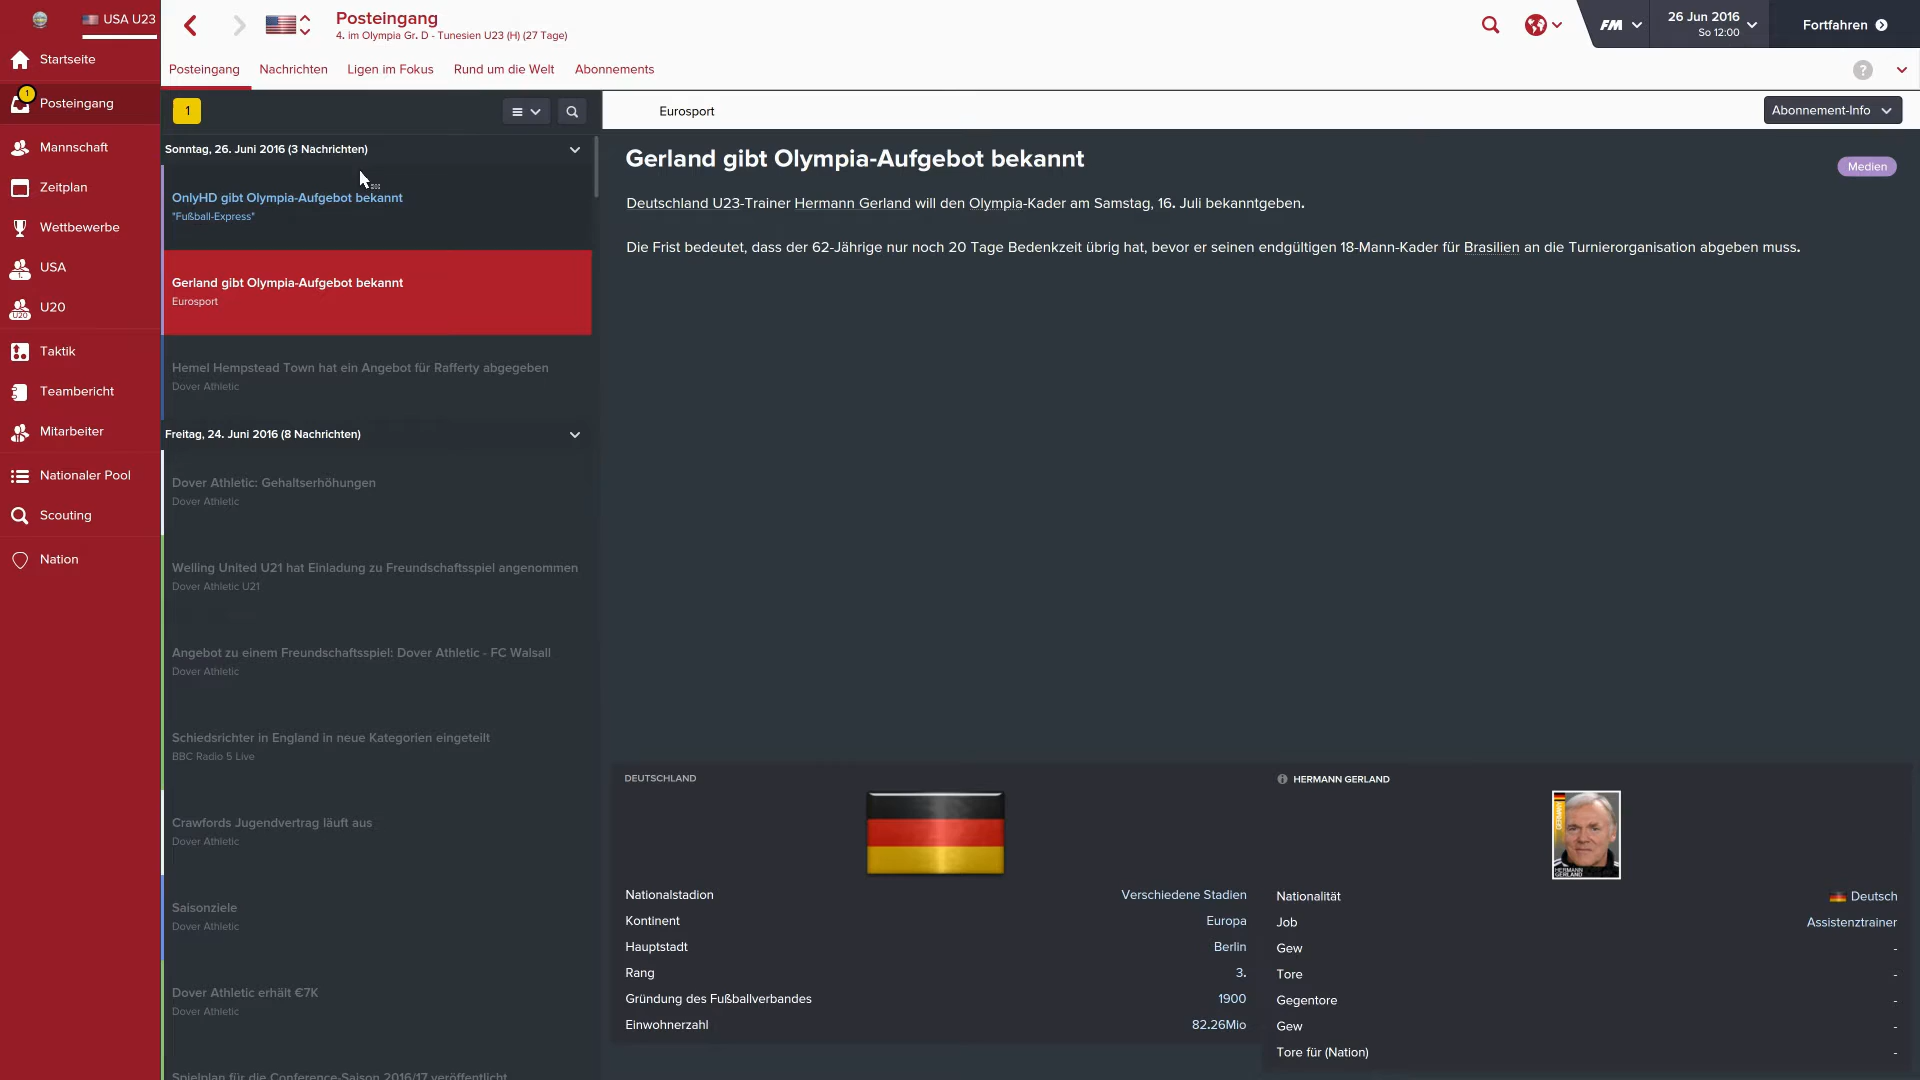 USA U23
Startseite
1
Posteingang
Mannschaft
Zeitplan
Wettbewerbe
USA
U20
U20
Taktik
Teambericht
Mitarbeiter
Nationaler Pool
Scouting
Nation
Posteingang
4. im Olympia Gr. D - Tunesien U23 (H) (27 Tage)
FM
26 Jun 2016
So 12:00
Fortfahren
Posteingang
Nachrichten
Ligen im Fokus
Rund um die Welt
Abonnements
?
1
Sonntag, 26. Juni 2016 (3 Nachrichten)
OnlyHD gibt Olympia-Aufgebot bekannt
"Fußball-Express"
Gerland gibt Olympia-Aufgebot bekannt
Eurosport
Hemel Hempstead Town hat ein Angebot für Rafferty abgegeben
Dover Athletic
Freitag, 24. Juni 2016 (8 Nachrichten)
Dover Athletic: Gehaltserhöhungen
Dover Athletic
Welling United U21 hat Einladung zu Freundschaftsspiel angenommen
Dover Athletic U21
Angebot zu einem Freundschaftsspiel: Dover Athletic - FC Walsall
Dover Athletic
Schiedsrichter in England in neue Kategorien eingeteilt
BBC Radio 5 Live
Crawfords Jugendvertrag läuft aus
Dover Athletic
Saisonziele
Dover Athletic
Dover Athletic erhält €7K
Dover Athletic
Spielplan für die Conference-Saison 2016/17 veröffentlicht
Eurosport
Abonnement-Info
Gerland gibt Olympia-Aufgebot bekannt
Medien
Deutschland U23-Trainer Hermann Gerland will den Olympia-Kader am Samstag, 16. Juli bekanntgeben.
Die Frist bedeutet, dass der 62-Jährige nur noch 20 Tage Bedenkzeit übrig hat, bevor er seinen endgültigen 18-Mann-Kader für Brasilien an die Turnierorganisation abgeben muss.
DEUTSCHLAND
Nationalstadion Verschiedene Stadien
Kontinent Europa
Hauptstadt Berlin
Rang 3.
Gründung des Fußballverbandes 1900
Einwohnerzahl 82.26Mio
HERMANN GERLAND
GERMANY
HERMANN
GERLAND
Nationalität Deutsch
Job Assistenztrainer
Gew -
Tore -
Gegentore -
Gew -
Tore für (Nation) -